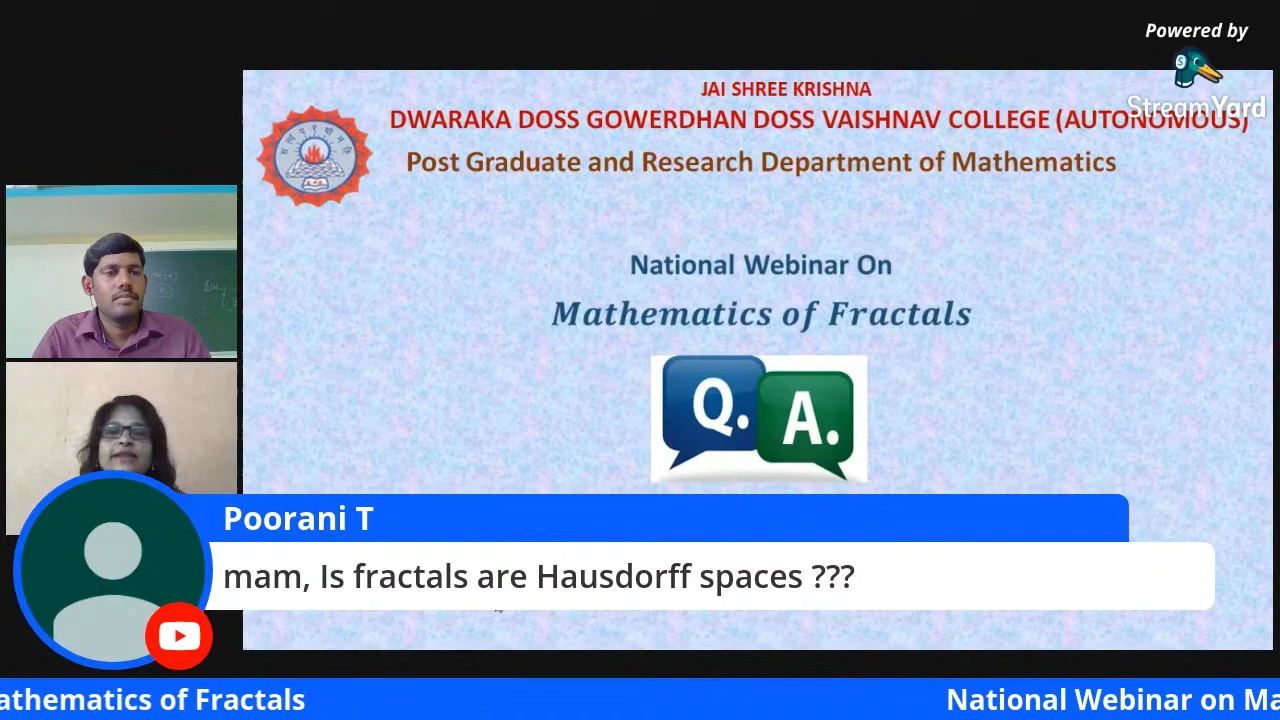 Powered by
StreamYard
JAI SHREE KRISHNA
DWARAKA DOSS GOWERDHAN DOSS VAISHNAV COLLEGE (AUTONOMOUS)
Post Graduate and Research Department of Mathematics
National Webinar On
Mathematics of Fractals
Q. A.
Poorani T
mam, Is fractals are Hausdorff spaces ???
athematics of Fractals
National Webinar on Ma